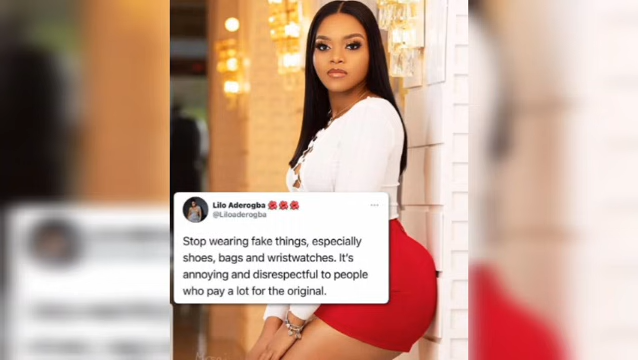 Lilo Aderogba 🌺🌺🌺
@Liloaderogba
Stop wearing fake things, especially
shoes, bags and wristwatches. It's
annoying and disrespectful to people
who pay a lot for the original.